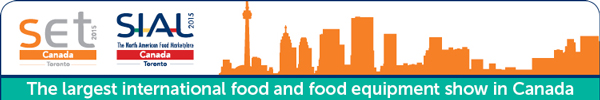 set
2015
Canada
Toronto
SIAL
2015
The North American Food Marketplace
Canada
Toronto
The largest international food and food equipment show in Canada